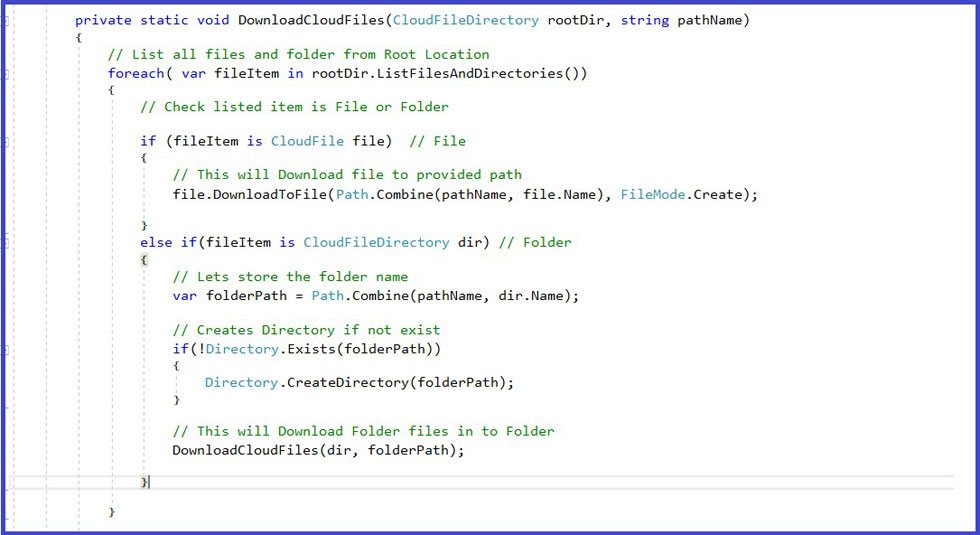 private static void DownloadCloudFiles(CloudFileDirectory rootDir, string pathName)
{
// List all files and folder from Root Location
foreach( var fileItem in rootDir.ListFilesAndDirectories())
{
// Check listed item is File or Folder
if (fileItem is CloudFile file)  // File
{
// This will Download file to provided path
file.DownloadToFile(Path.Combine(pathName, file.Name), FileMode.Create);
}
else if(fileItem is CloudFileDirectory dir) // Folder
{
// Lets store the folder name
var folderPath = Path.Combine(pathName, dir.Name);
// Creates Directory if not exist
if(!Directory.Exists(folderPath))
{
Directory.CreateDirectory(folderPath);
}
// This will Download Folder files in to Folder
DownloadCloudFiles(dir, folderPath);
}
}